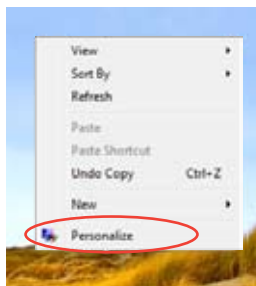 View
Sort By
Refresh
Paste
Paste Shortcut
Undo Copy Ctrl+Z
New
Personalize